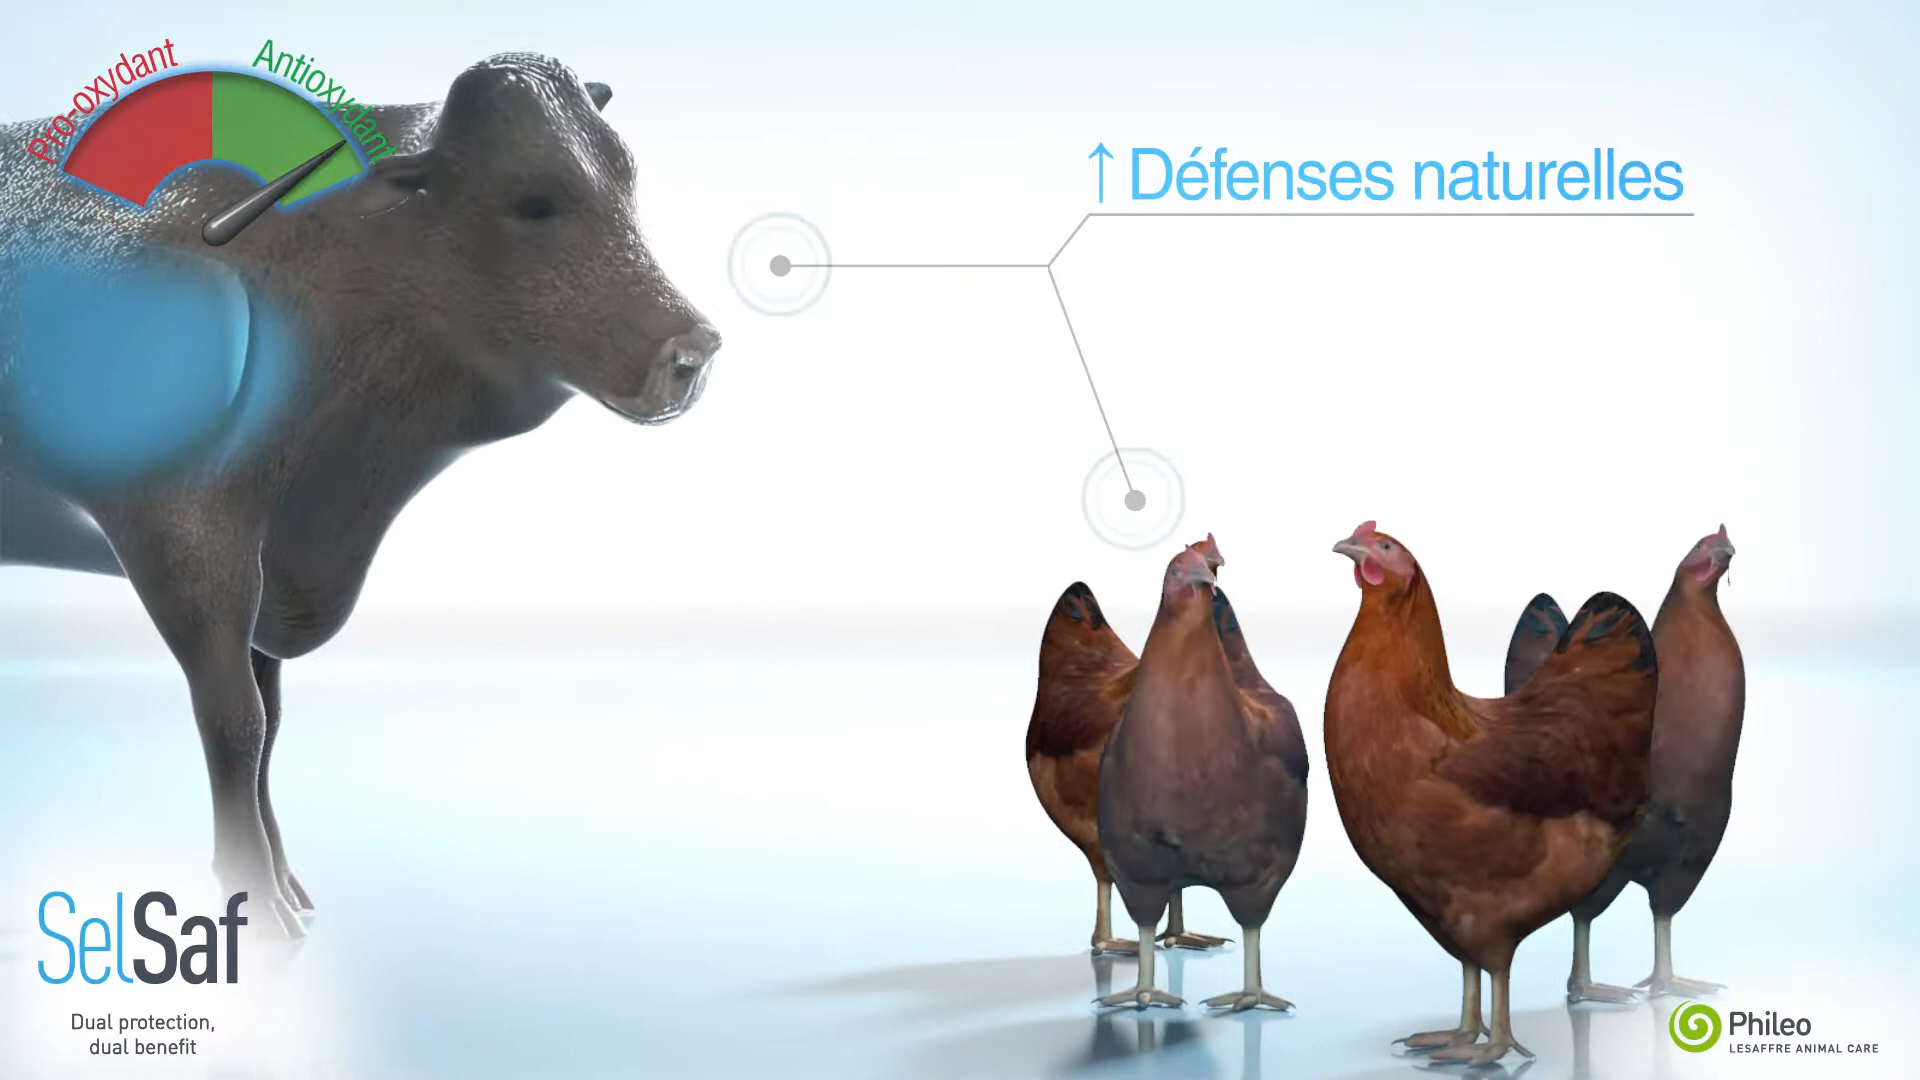 Pro-oxydant
Antioxydant
↑ Défenses naturelles
SelSaf
Dual protection,
dual benefit
Phileo
LESAFFRE ANIMAL CARE